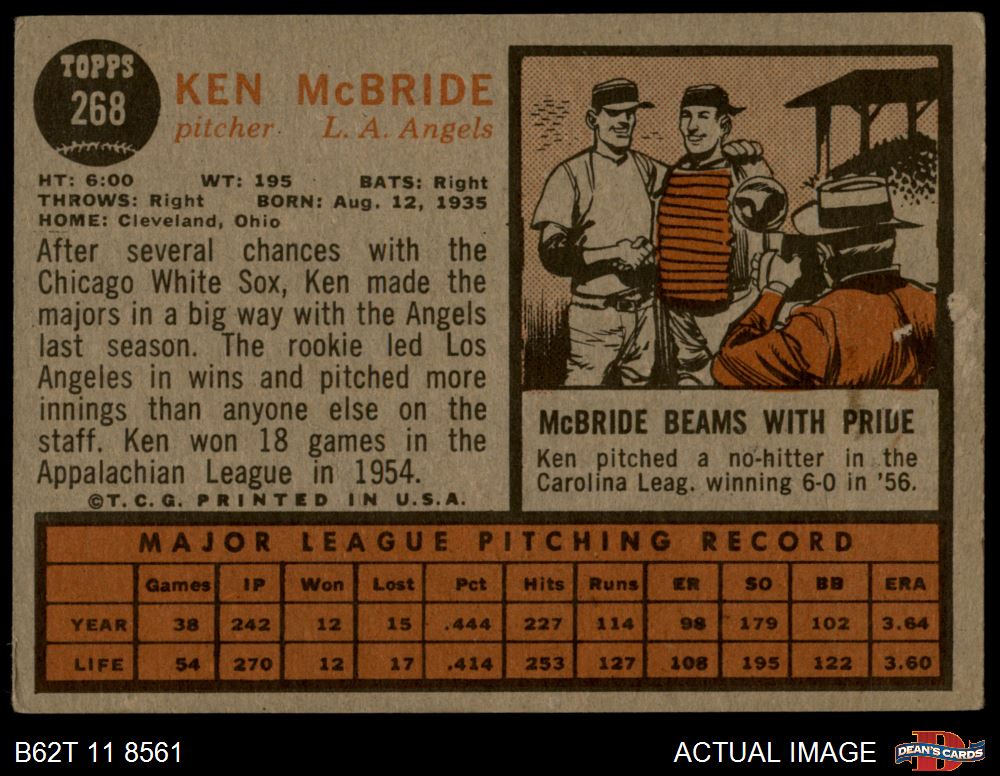 TOPPS
268
KEN McBRIDE
pitcher L. A. Angels
HT: 6:00 WT: 195 BATS: Right
THROWS: Right BORN: Aug. 12, 1935
HOME: Cleveland, Ohio
After several chances with the
Chicago White Sox, Ken made the
majors in a big way with the Angels
last season. The rookie led Los
Angeles in wins and pitched more
innings than anyone else on the
staff. Ken won 18 games in the
Appalachian League in 1954.
©T.C.G. PRINTED IN U.S.A.
McBRIDE BEAMS WITH PRIDE
Ken pitched a no-hitter in the
Carolina Leag. winning 6-0 in '56.
MAJOR LEAGUE PITCHING RECORD
Games IP Won Lost Pct Hits Runs ER SO BB ERA
YEAR 38 242 12 15 .444 227 114 98 179 102 3.64
LIFE 54 270 12 17 .414 253 127 108 195 122 3.60
B62T 11 8561 ACTUAL IMAGE D DEAN'S CARDS